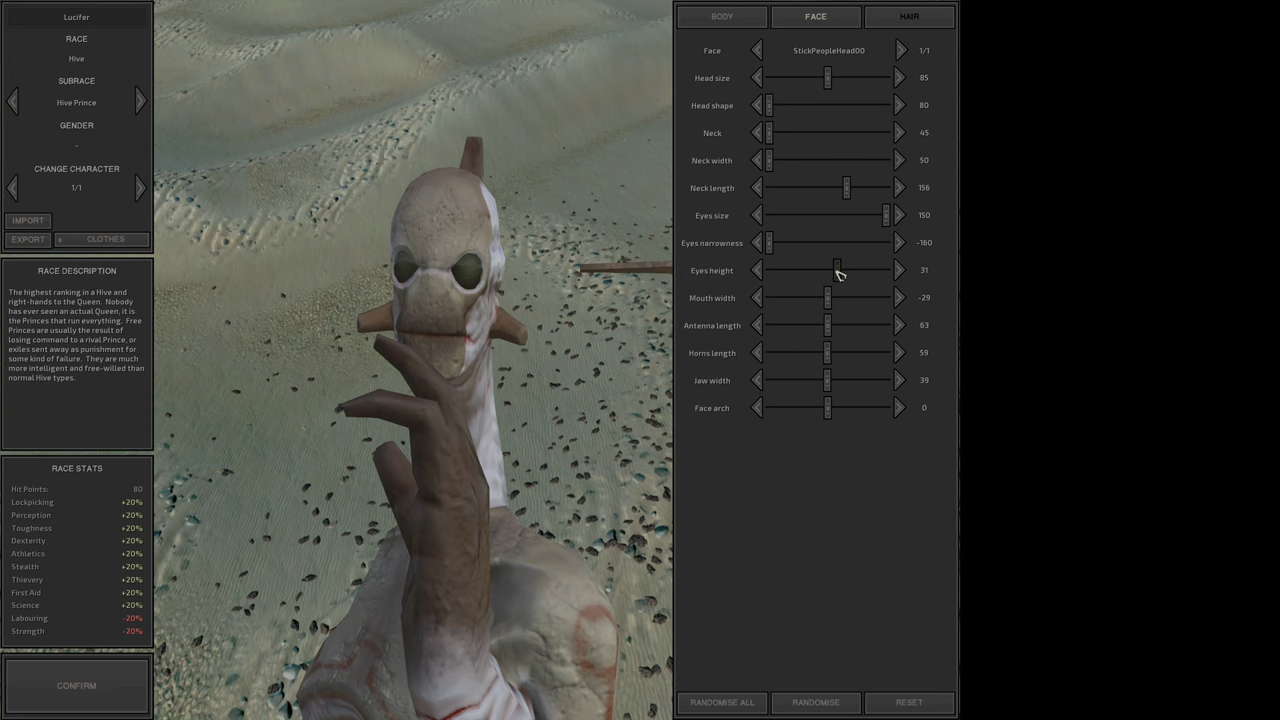 Lucifer
RACE
Hive
SUBRACE
Hive Prince
GENDER
-
CHANGE CHARACTER
1/1
IMPORT
EXPORT
x CLOTHES
RACE DESCRIPTION
The highest ranking in a Hive and
right-hands to the Queen. Nobody
has ever seen an actual Queen, it is
the Princes that run everything. Free
Princes are usually the result of
losing command to a rival Prince, or
exiles sent away as punishment for
some kind of failure. They are much
more intelligent and free-willed than
normal Hive types.
RACE STATS
Hit Points: 80
Lockpicking +20%
Perception +20%
Toughness +20%
Dexterity +20%
Athletics +20%
Stealth +20%
Thievery +20%
First Aid +20%
Science +20%
Labouring -20%
Strength -20%
CONFIRM
BODY FACE HAIR
Face StickPeopleHead00 1/1
Head size 85
Head shape 80
Neck 45
Neck width 50
Neck length 156
Eyes size 150
Eyes narrowness -160
Eyes height 31
Mouth width -29
Antenna length 63
Horns length 59
Jaw width 39
Face arch 0
RANDOMISE ALL RANDOMISE RESET